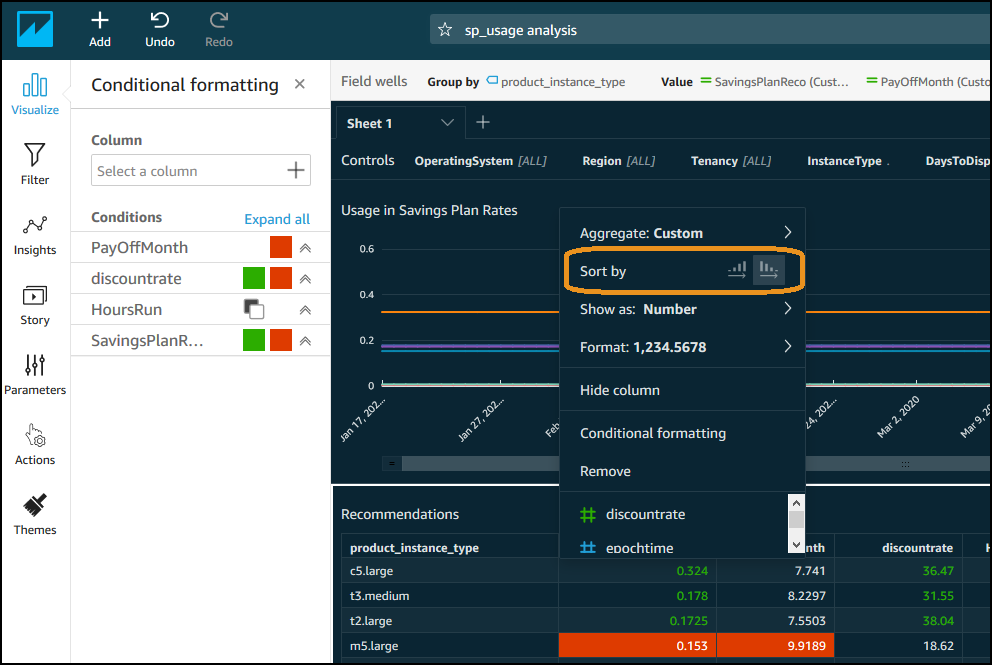 Add
Undo
Redo
sp_usage analysis
Visualize
Filter
Insights
Story
Parameters
Actions
Themes
Conditional formatting
Column
Select a column
Conditions Expand all
PayOffMonth
discountrate
HoursRun
SavingsPlanR...
Field wells Group by product_instance_type Value SavingsPlanReco (Cust... PayOffMonth (Custo
Sheet 1
Controls OperatingSystem [ALL] Region [ALL] Tenancy [ALL] InstanceType . DaysToDisp
Usage in Savings Plan Rates
0.6
0.4
0.2
0
Jan 17, 202...
Jan 27, 202...
Feb
24, 202...
Mar 2, 2020
Mar 9,
Aggregate: Custom
Sort by
Show as: Number
Format: 1,234.5678
Hide column
Conditional formatting
Remove
discountrate
epochtime
Recommendations
product_instance_type nth discountrate H
c5.large 0.324 7.741 36.47
t3.medium 0.178 8.2297 31.55
t2.large 0.1725 7.5503 38.04
m5.large 0.153 9.9189 18.62